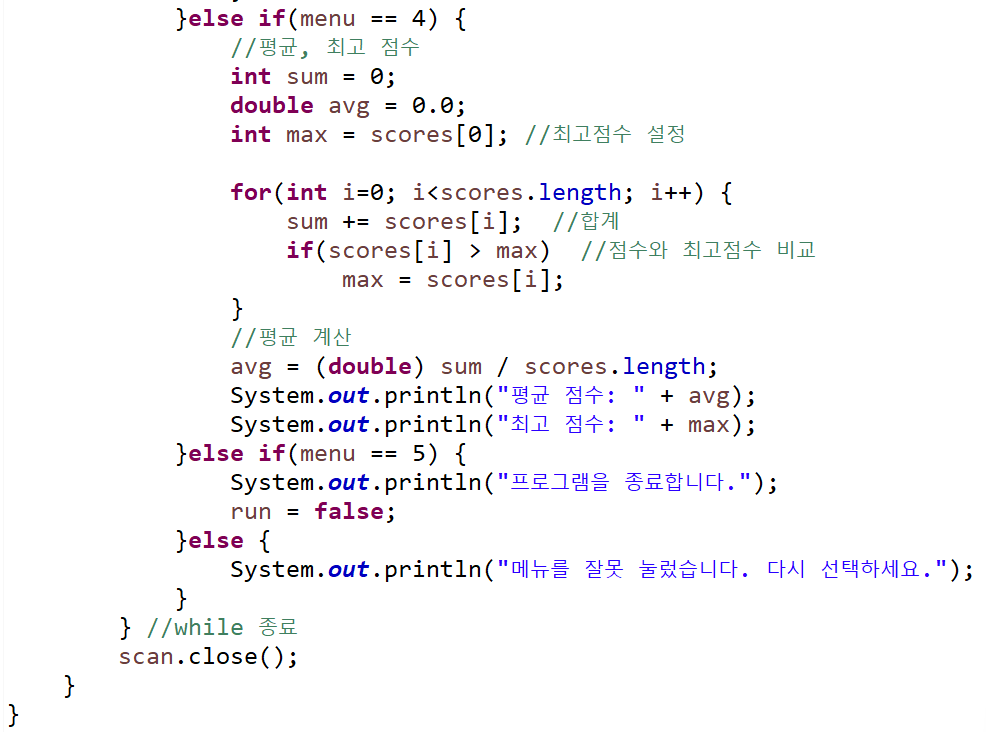 }else if(menu == 4) {
//평균, 최고 점수
int sum = 0;
double avg = 0.0;
int max = scores[0]; //최고점수 설정
for(int i=0; i<scores.length; i++) {
sum += scores[i];  //합계
if(scores[i] > max)  //점수와 최고점수 비교
max = scores[i];
}
//평균 계산
avg = (double) sum / scores.length;
System.out.println("평균 점수: " + avg);
System.out.println("최고 점수: " + max);
}else if(menu == 5) {
System.out.println("프로그램을 종료합니다.");
run = false;
}else {
System.out.println("메뉴를 잘못 눌렀습니다. 다시 선택하세요.");
}
} //while 종료
scan.close();
}
}